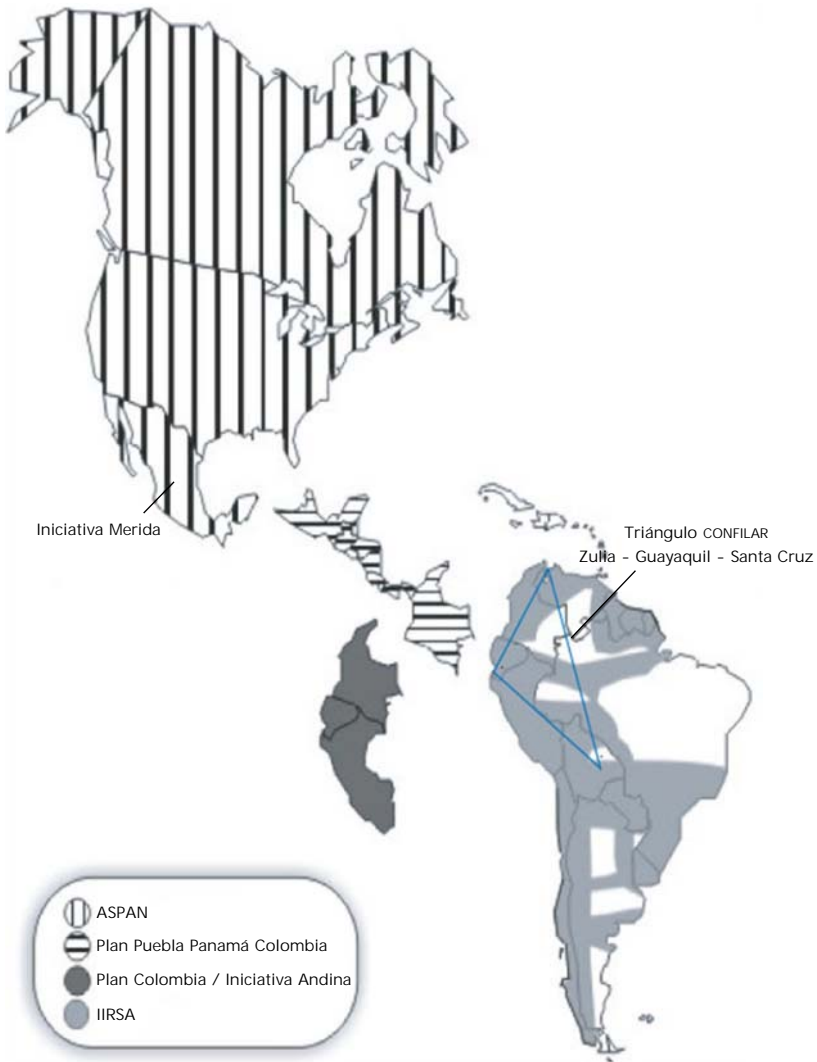 Iniciativa Merida
Triángulo CONFILAR
Zulia - Guayaquil - Santa Cruz
ASPAN
Plan Puebla Panamá Colombia
Plan Colombia / Iniciativa Andina
IIRSA